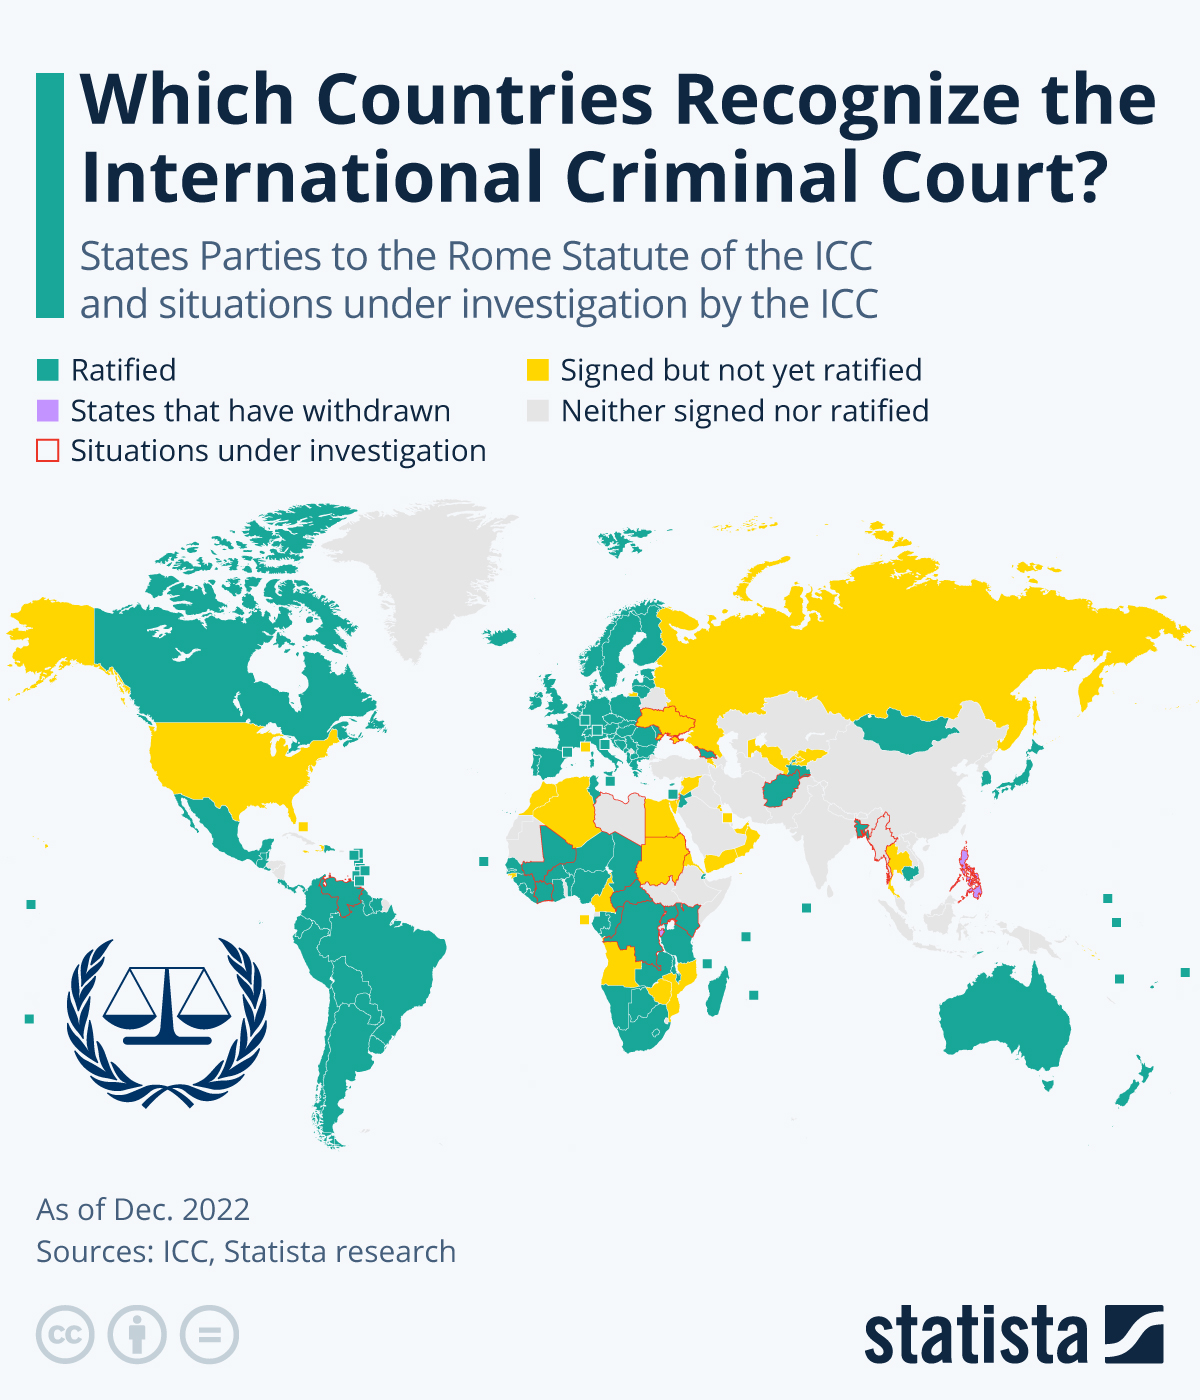 Which Countries Recognize the
International Criminal Court?
States Parties to the Rome Statute of the ICC
and situations under investigation by the ICC
Ratified
Signed but not yet ratified
States that have withdrawn
Neither signed nor ratified
Situations under investigation
As of Dec. 2022
Sources: ICC, Statista research
cc
statista